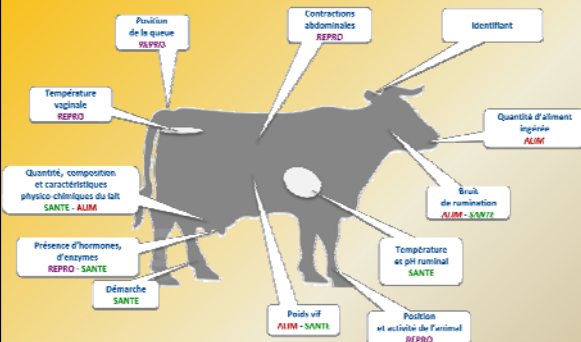 Position
de la queue
REPRO
Contractions
abdominales
REPRO
Identifiant
Température
vaginale
REPRO
Quantité d'aliment
ingérée
ALIM
Quantité, composition
et caractéristiques
physico-chimiques du lait
SANTE - ALIM
Bruit
de rumination
ALIM - SANTE
Présence d'hormones,
d'enzymes
REPRO - SANTE
Température
et pH ruminal
SANTE
Démarche
SANTE
Poids vif
ALIM - SANTE
Position
et activité de l'animal
REPRO